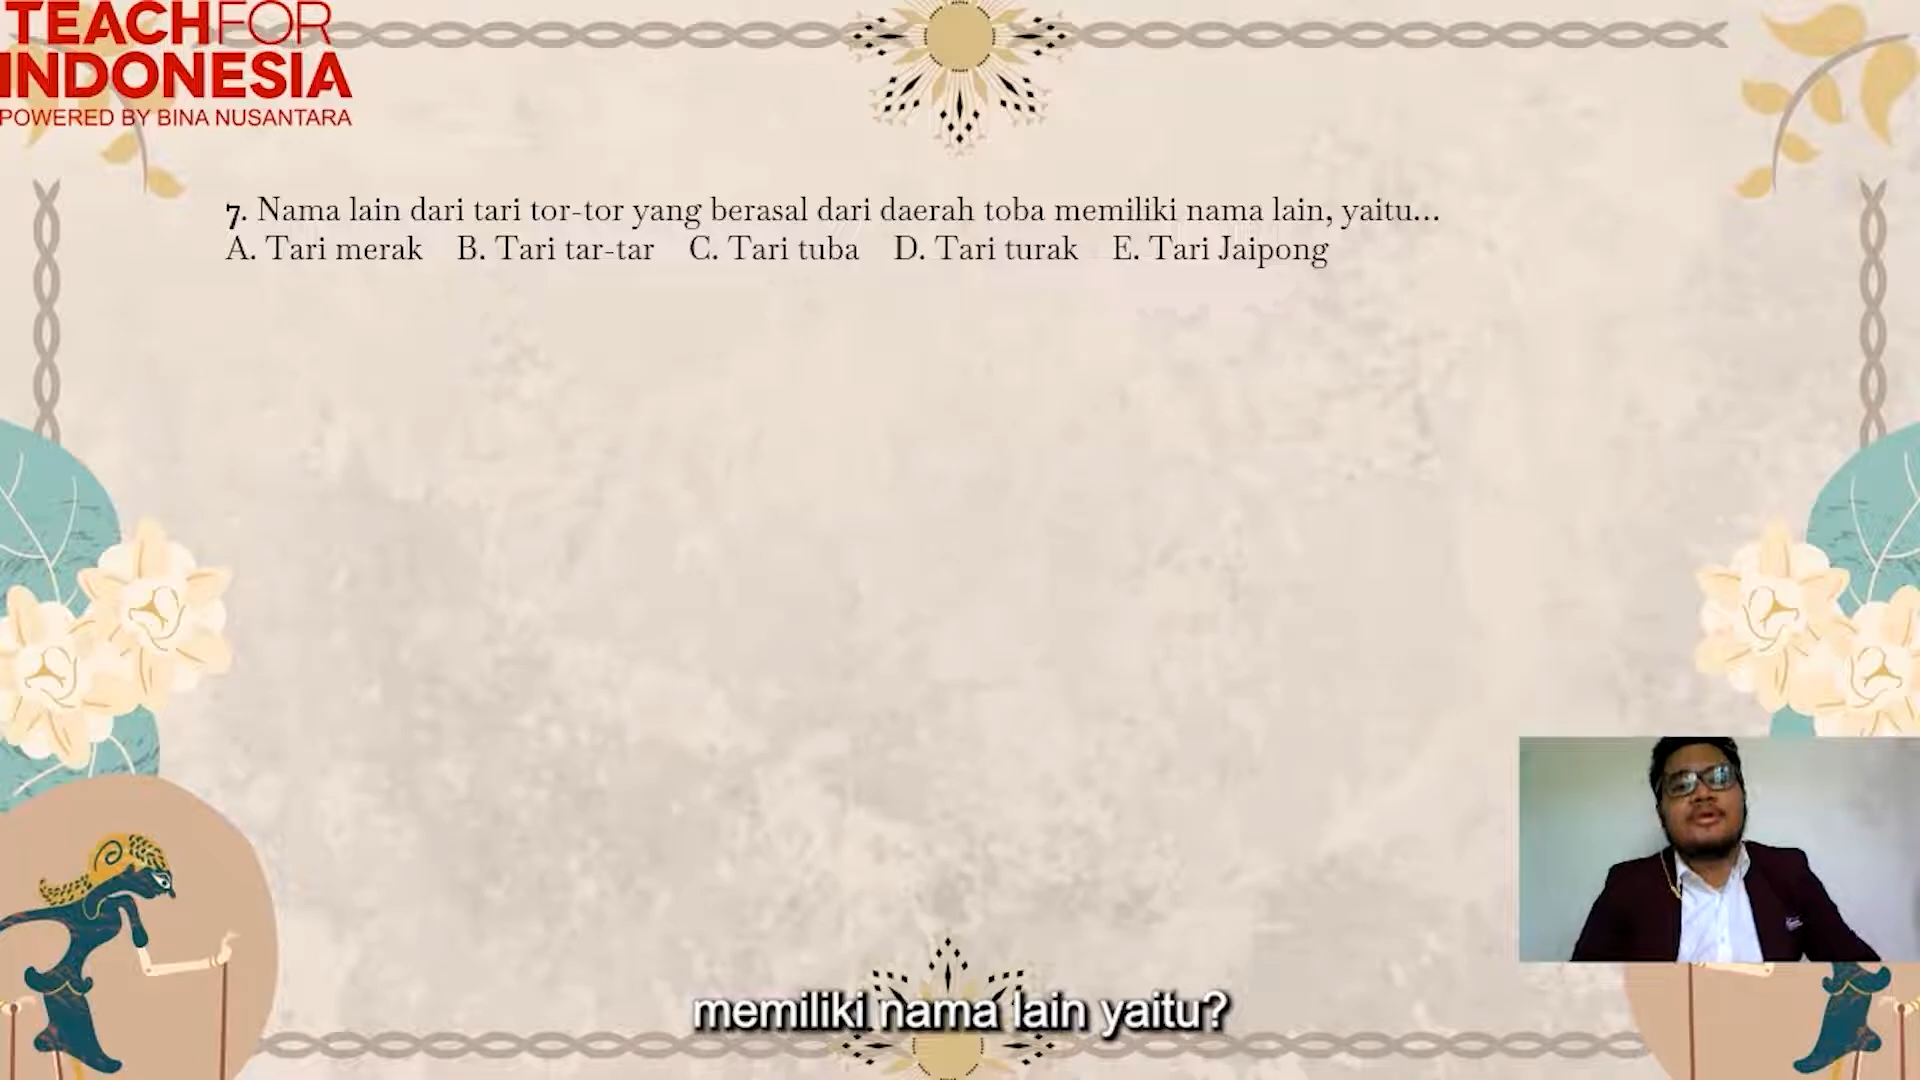 TEACHFOR
INDONESIA
POWERED BY BINA NUSANTARA
7. Nama lain dari tari tor-tor yang berasal dari daerah toba memiliki nama lain, yaitu...
A. Tari merak B. Tari tar-tar C. Tari tuba D. Tari turak E. Tari Jaipong
memiliki nama lain yaitu?